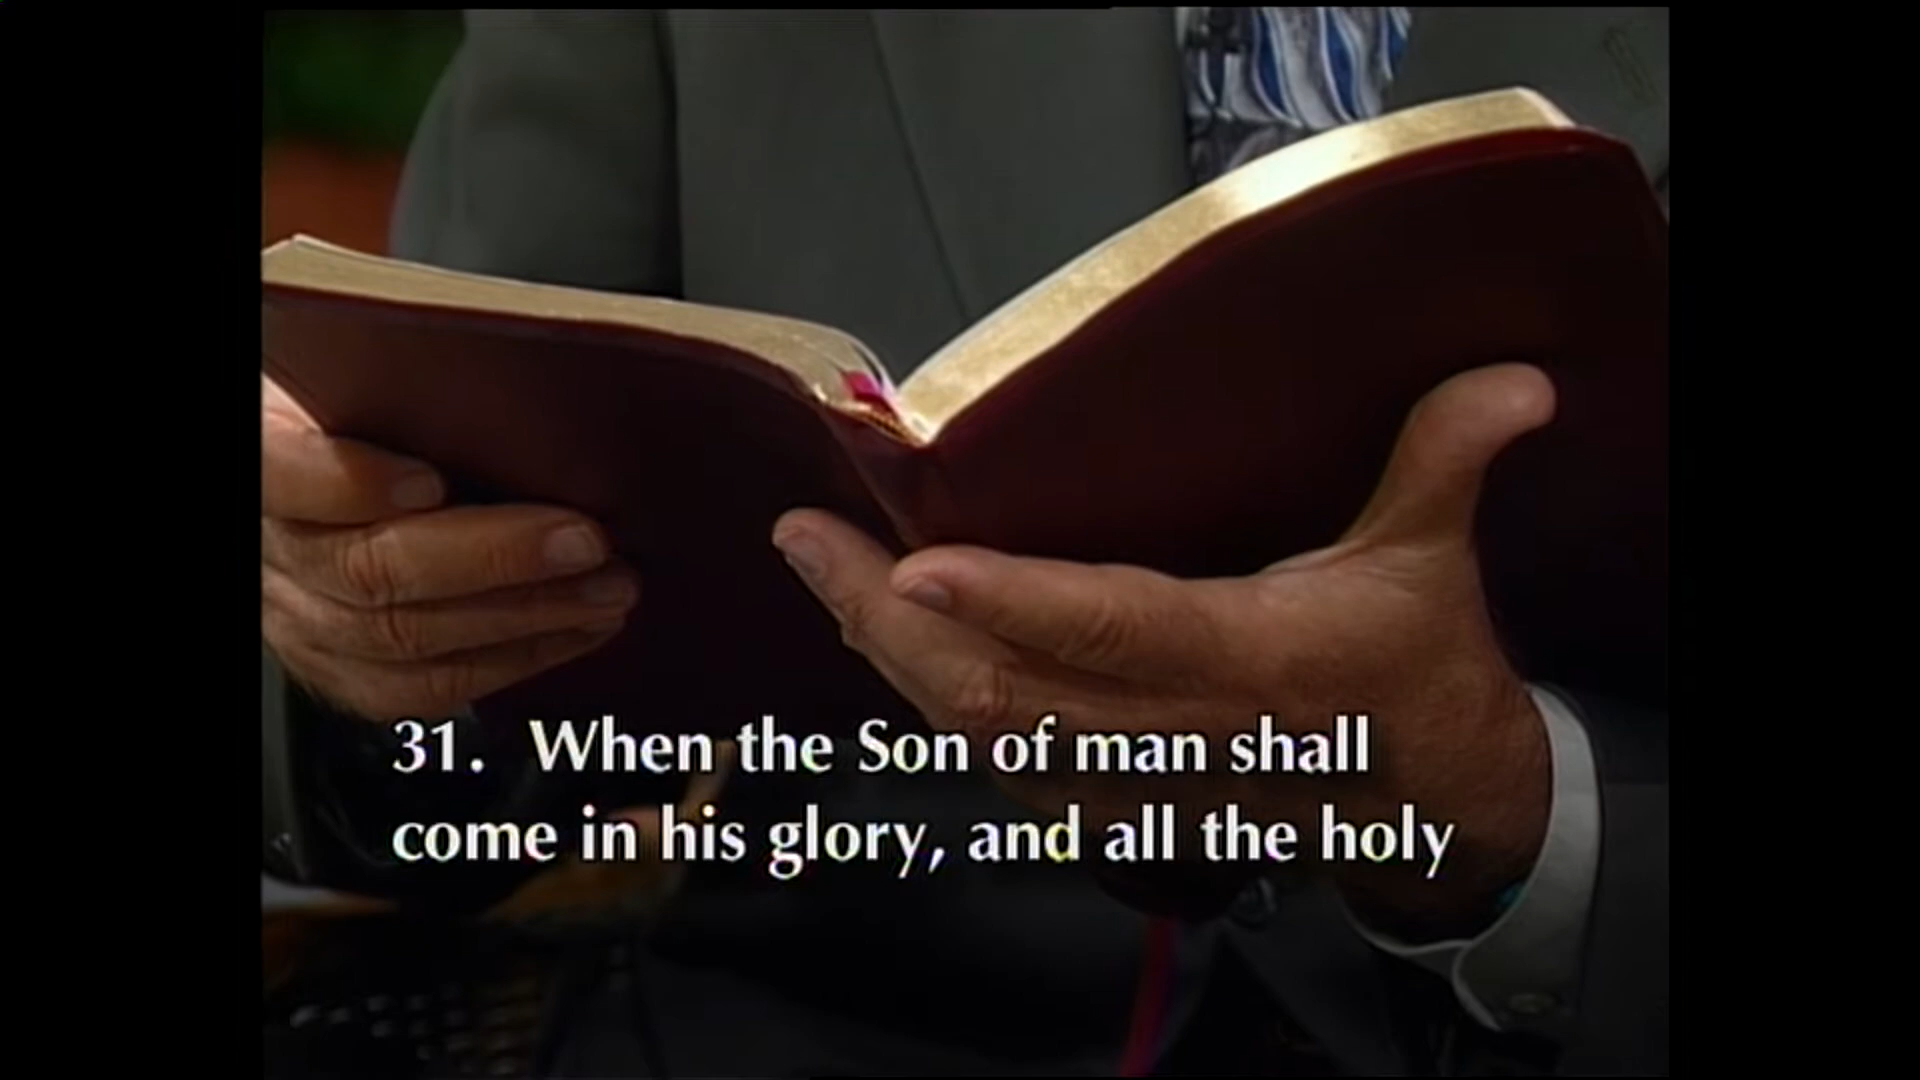 31. When the Son of man shall
come in his glory, and all the holy